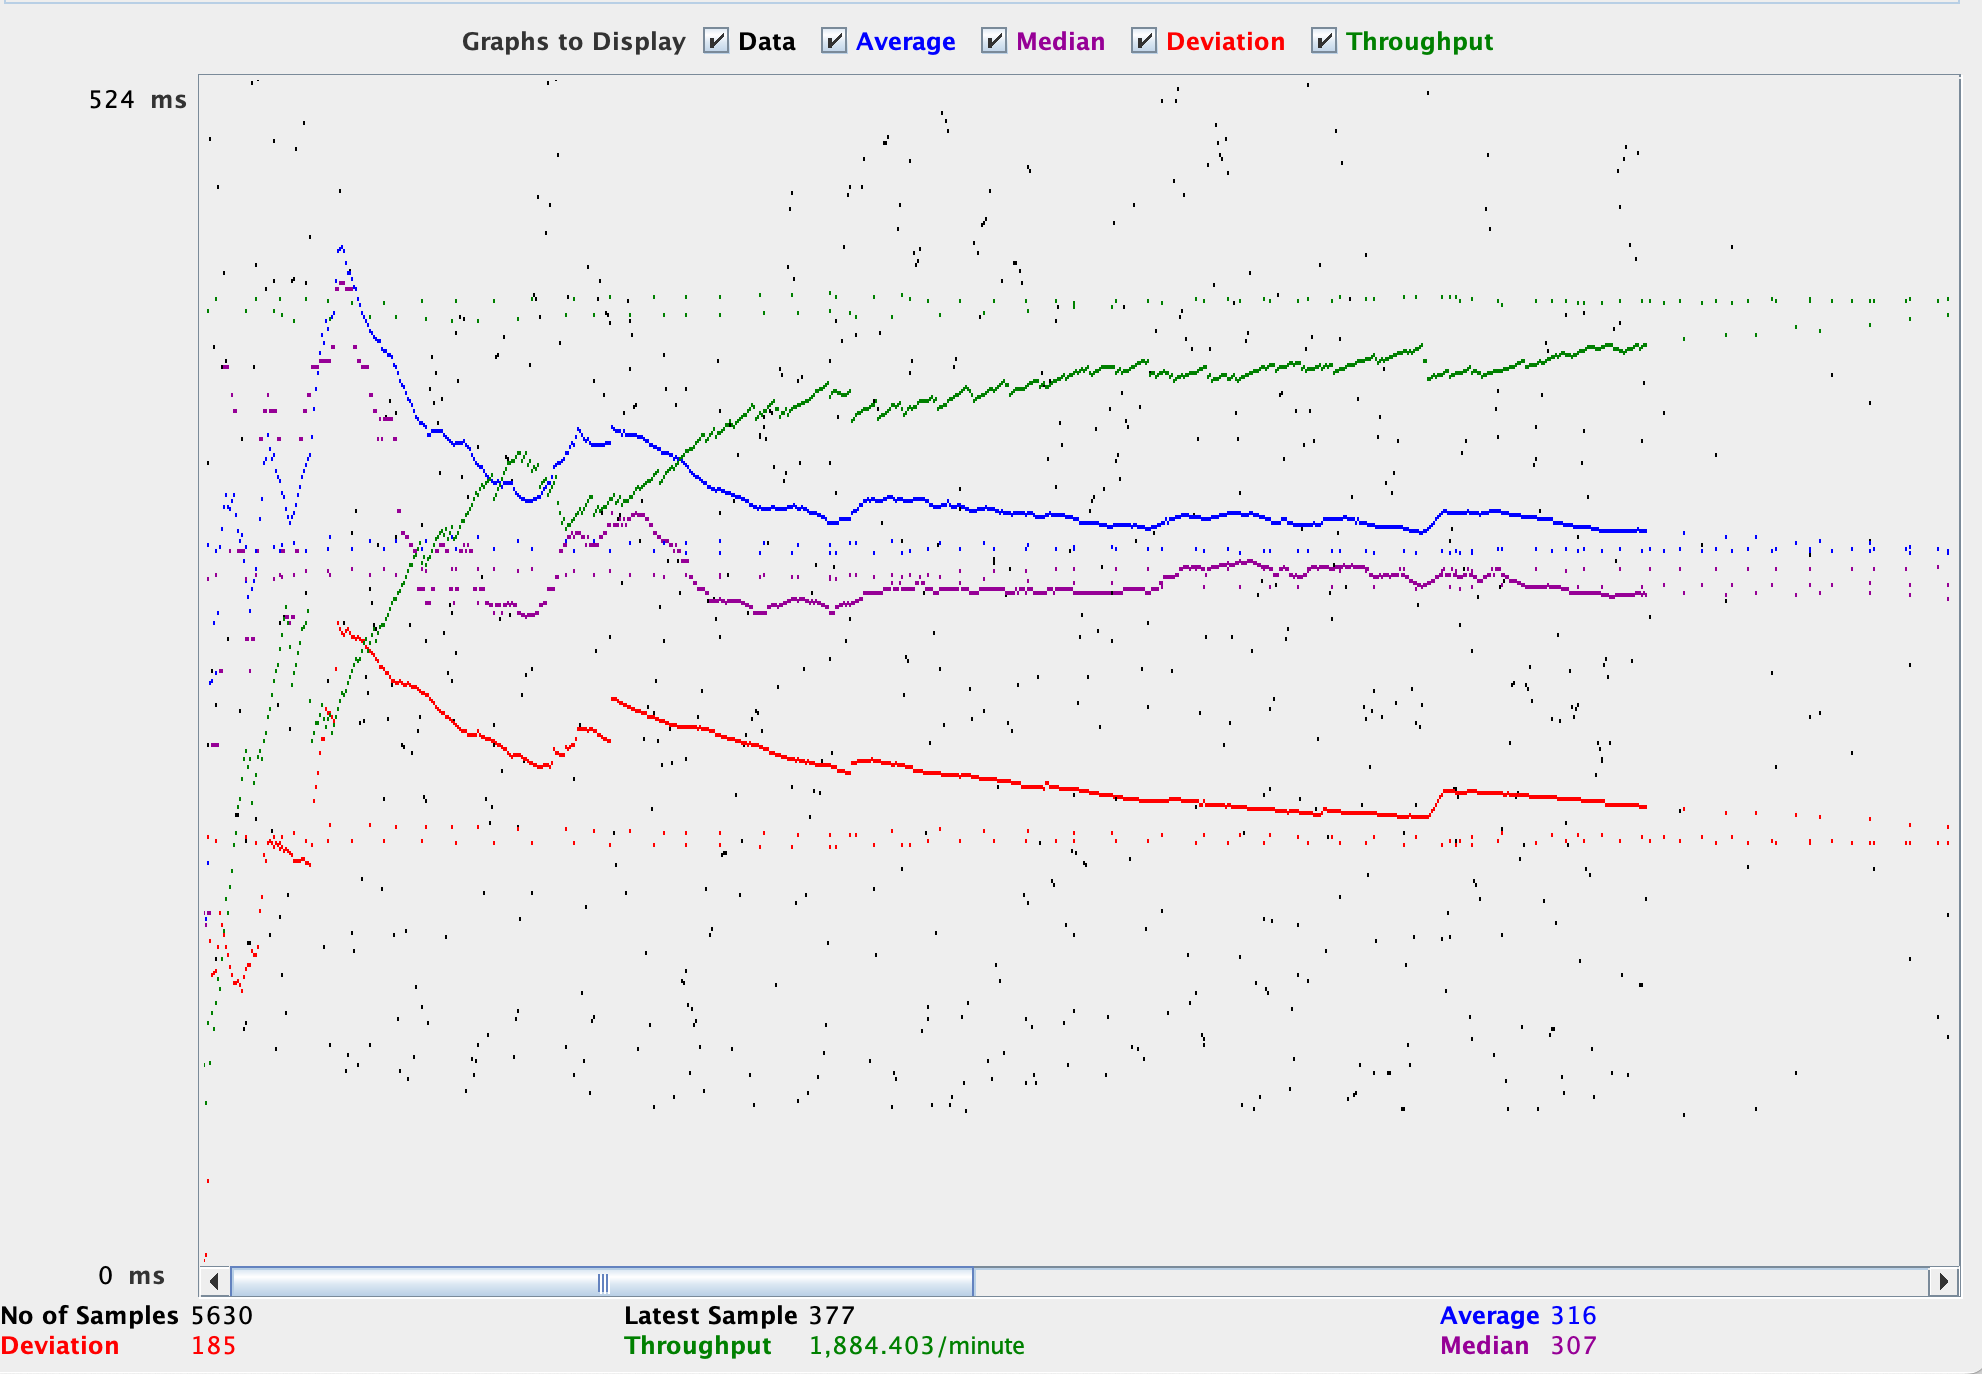 Graphs to Display Data Average Median Deviation Throughput
524 ms
0 ms
No of Samples 5630 Latest Sample 377 Average 316
Deviation 185 Throughput 1,884.403/minute Median 307